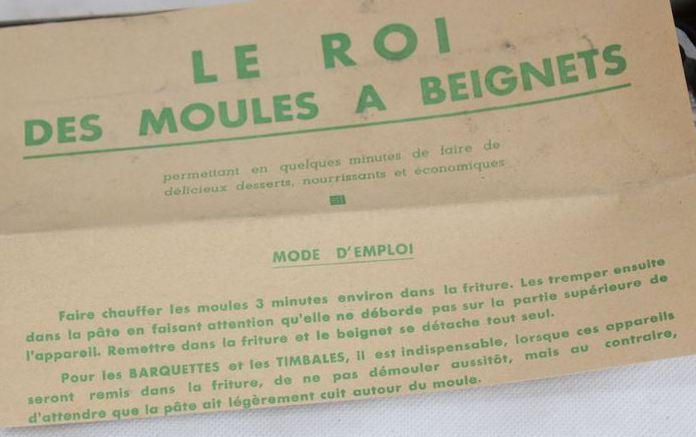 LE ROI
DES MOULES A BEIGNETS
permettant en quelques minutes de faire de
délicieux desserts, nourrissants et économiques
MODE D'EMPLOI
Faire chauffer les moules 3 minutes environ dans la friture. Les tremper ensuite
dans la pâte en faisant attention qu'elle ne déborde pas sur la partie supérieure de
l'appareil. Remettre dans la friture et le beignet se détache tout seul.
Pour les BARQUETTES et les TIMBALES, il est indispensable, lorsque ces appareils
seront remis dans la friture, de ne pas démouler aussitôt, mais au contraire,
d'attendre que la pâte ait légèrement cuit autour du moule.